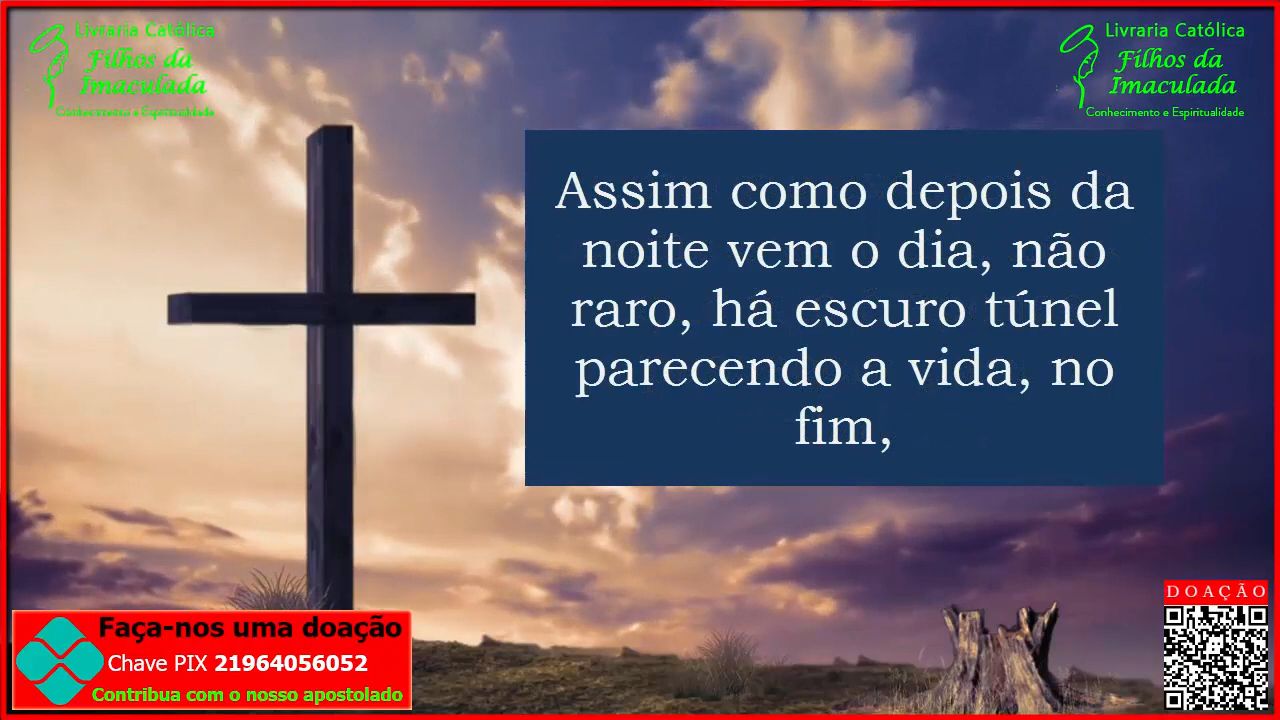 Livraria Católica
Filhos da
Imaculada
Conhecimento e Espiritualidade
Livraria Católica
Filhos da
Imaculada
Conhecimento e Espiritualidade
Assim como depois da
noite vem o dia, não
raro, há escuro túnel
parecendo a vida, no
fim,
Faça-nos uma doação
Chave PIX 21964056052
Contribua com o nosso apostolado
DOAÇÃO